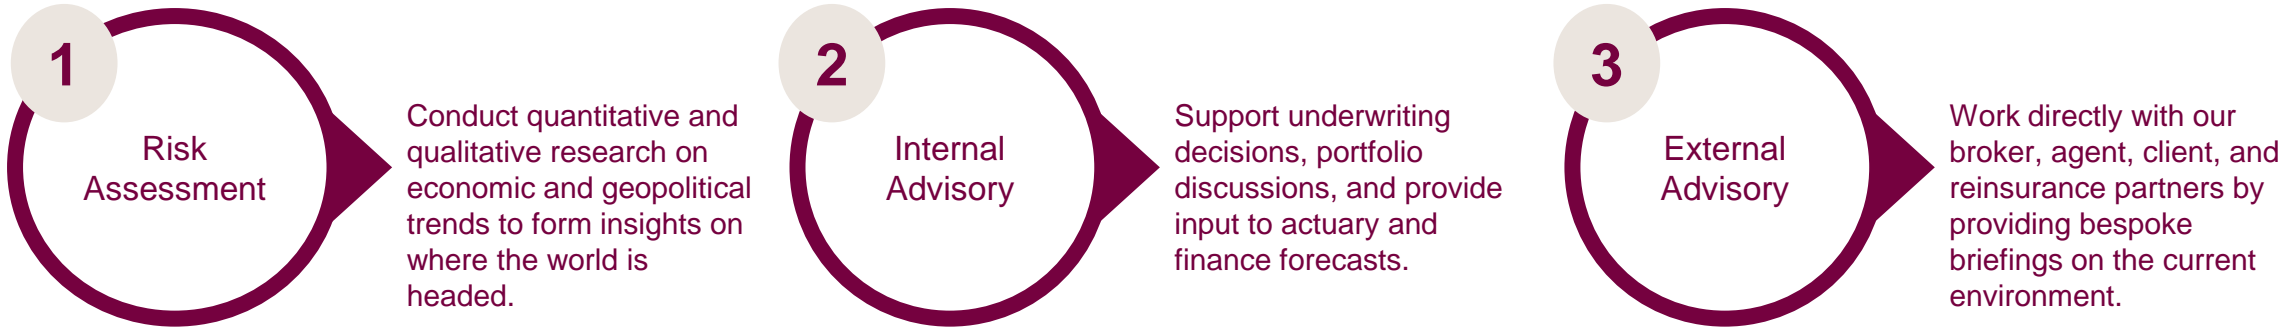 1
Risk
Assessment
Conduct quantitative and
qualitative research on
economic and geopolitical
trends to form insights on
where the world is
headed.
2
Internal
Advisory
Support underwriting
decisions, portfolio
discussions, and provide
input to actuary and
finance forecasts.
3
External
Advisory
Work directly with our
broker, agent, client, and
reinsurance partners by
providing bespoke
briefings on the current
environment.